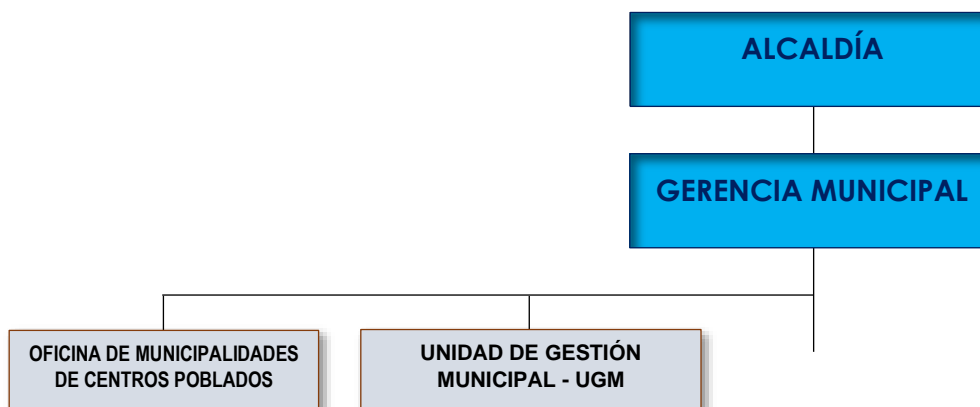 ALCALDÍA
GERENCIA MUNICIPAL
OFICINA DE MUNICIPALIDADES
DE CENTROS POBLADOS
UNIDAD DE GESTIÓN
MUNICIPAL - UGM